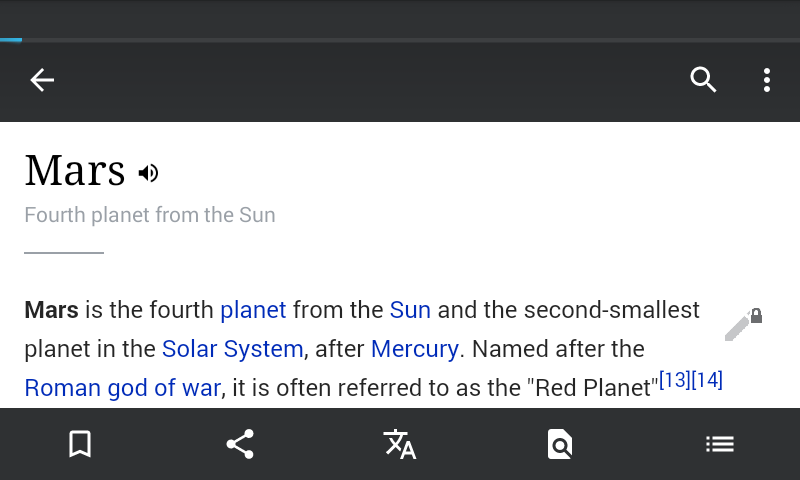 Mars
Fourth planet from the Sun
Mars is the fourth planet from the Sun and the second-smallest
planet in the Solar System, after Mercury. Named after the
Roman god of war, it is often referred to as the "Red Planet"[13][14]